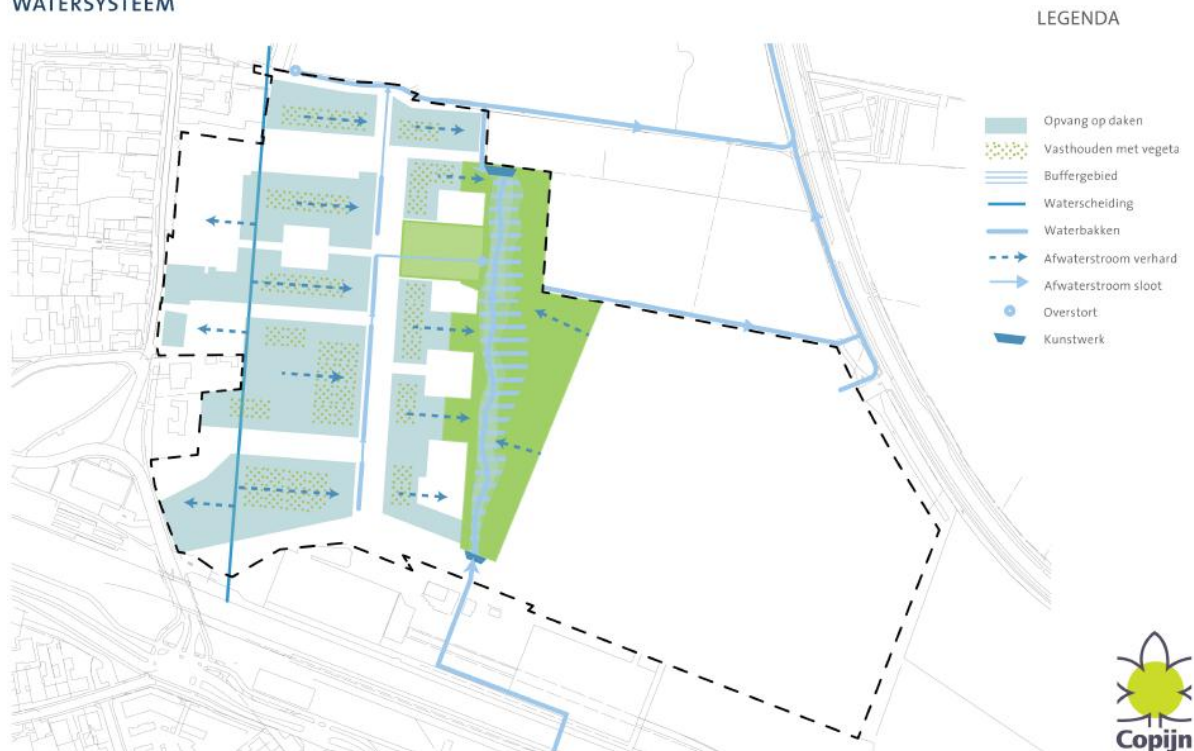 WATERSYSTEEM
LEGENDA
Opvang op daken
Vasthouden met vegeta
Buffergebied
Waterscheiding
Waterbakken
Afwaterstroom verhard
Afwaterstroom sloot
Overstort
Kunstwerk
Copijn